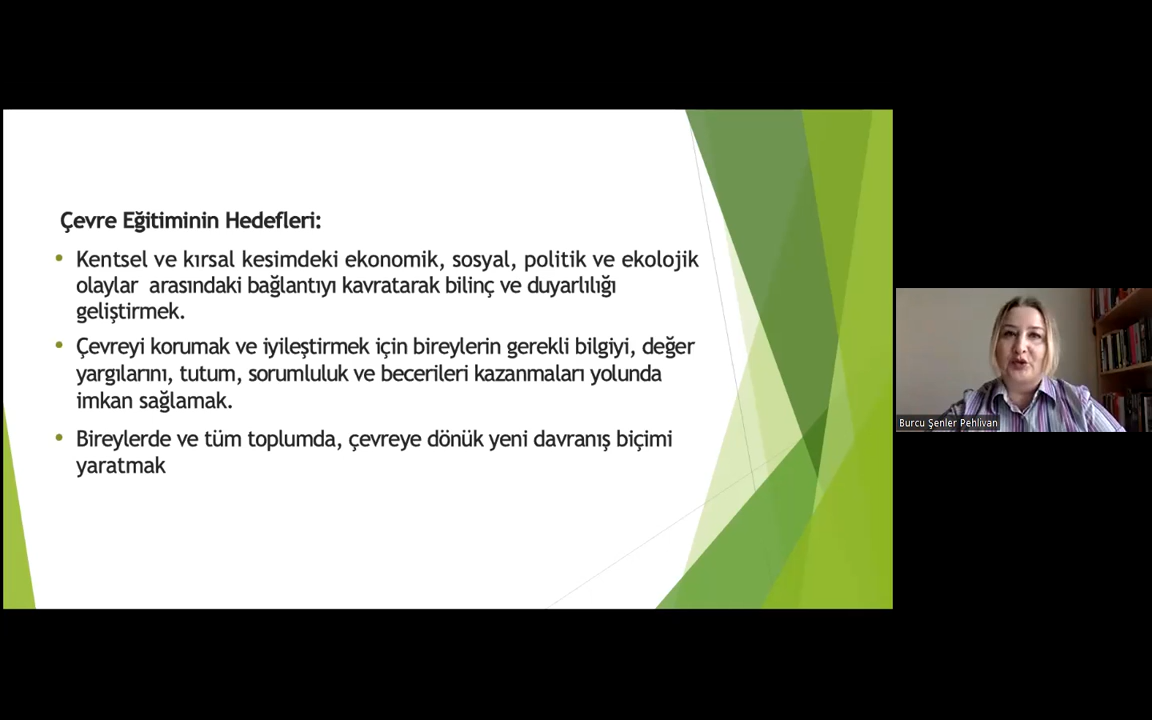 Çevre Eğitiminin Hedefleri:
• Kentsel ve kırsal kesimdeki ekonomik, sosyal, politik ve ekolojik
olaylar arasındaki bağlantıyı kavratarak bilinç ve duyarlılığı
geliştirmek.
• Çevreyi korumak ve iyileştirmek için bireylerin gerekli bilgiyi, değer
yargılarını, tutum, sorumluluk ve becerileri kazanmaları yolunda
imkan sağlamak.
• Bireylerde ve tüm toplumda, çevreye dönük yeni davranış biçimi
yaratmak
Burcu Şenler Pehlivan